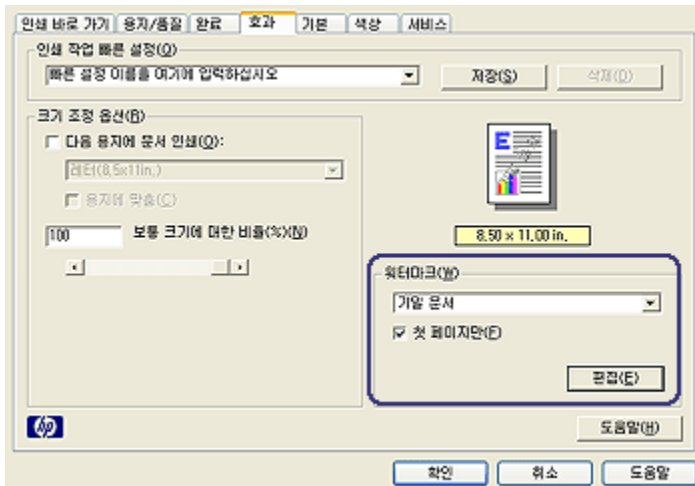 인쇄 바로 가기 용지/품질 완료 효과 기본 색상 서비스
인쇄 작업 빠른 설정(Q)
빠른 설정 이름을 여기에 입력하십시오 저장(S) 삭제(D)
크기 조정 옵션(R)
다음 용지에 문서 인쇄(O):
레터(8.5x11in.)
용지에 맞춤(C)
100 보통 크기에 대한 비율(%)(N)
E
8.50 × 11.00 in.
워터마크(W)
기밀 문서
첫 페이지만(F)
편집(E)
hp 도움말(H)
확인 취소 도움말